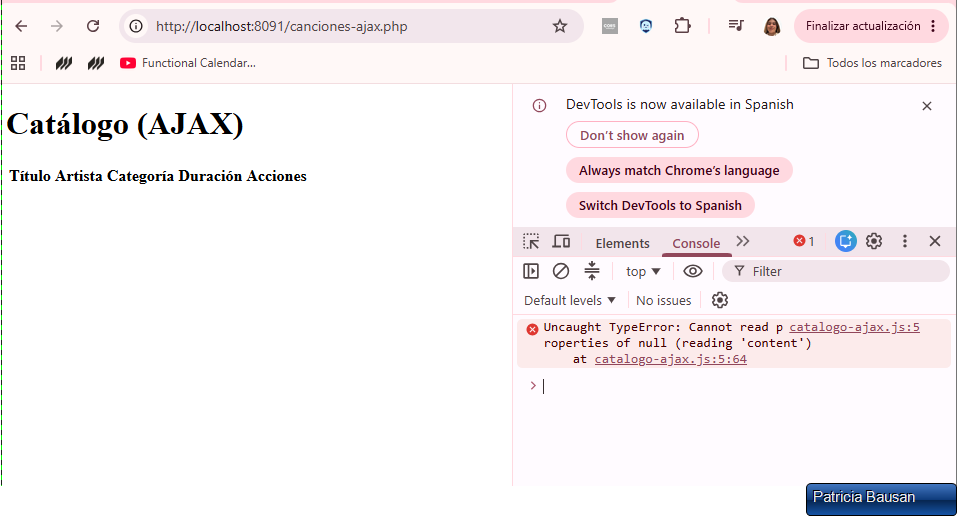 http://localhost:8091/canciones-ajax.php
Finalizar actualización
Functional Calendar...
Todos los marcadores
Catálogo (AJAX)
Título Artista Categoría Duración Acciones
DevTools is now available in Spanish
Don't show again
Always match Chrome's language
Switch DevTools to Spanish
Elements Console 1
top Filter
Default levels No issues
Uncaught TypeError: Cannot read p catalogo-ajax.js:5
roperties of null (reading 'content')
at catalogo-ajax.js:5:64
Patricia Bausan